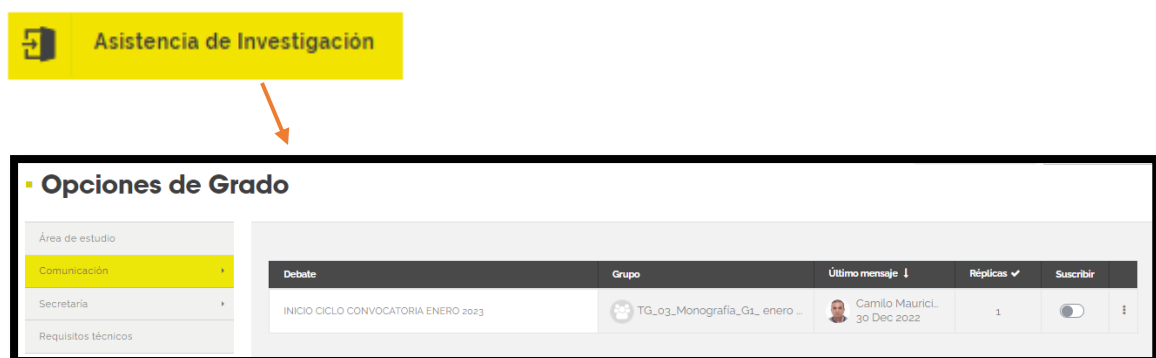 Asistencia de Investigación
Opciones de Grado
Área de estudio
Comunicación
Secretaría
Requisitos técnicos
Debate Grupo Último mensaje ↓ Réplicas ✔ Suscribir
INICIO CICLO CONVOCATORIA ENERO 2023 TG_03_Monografía_G1_ enero ... Camilo Maurici... 1
30 Dec 2022